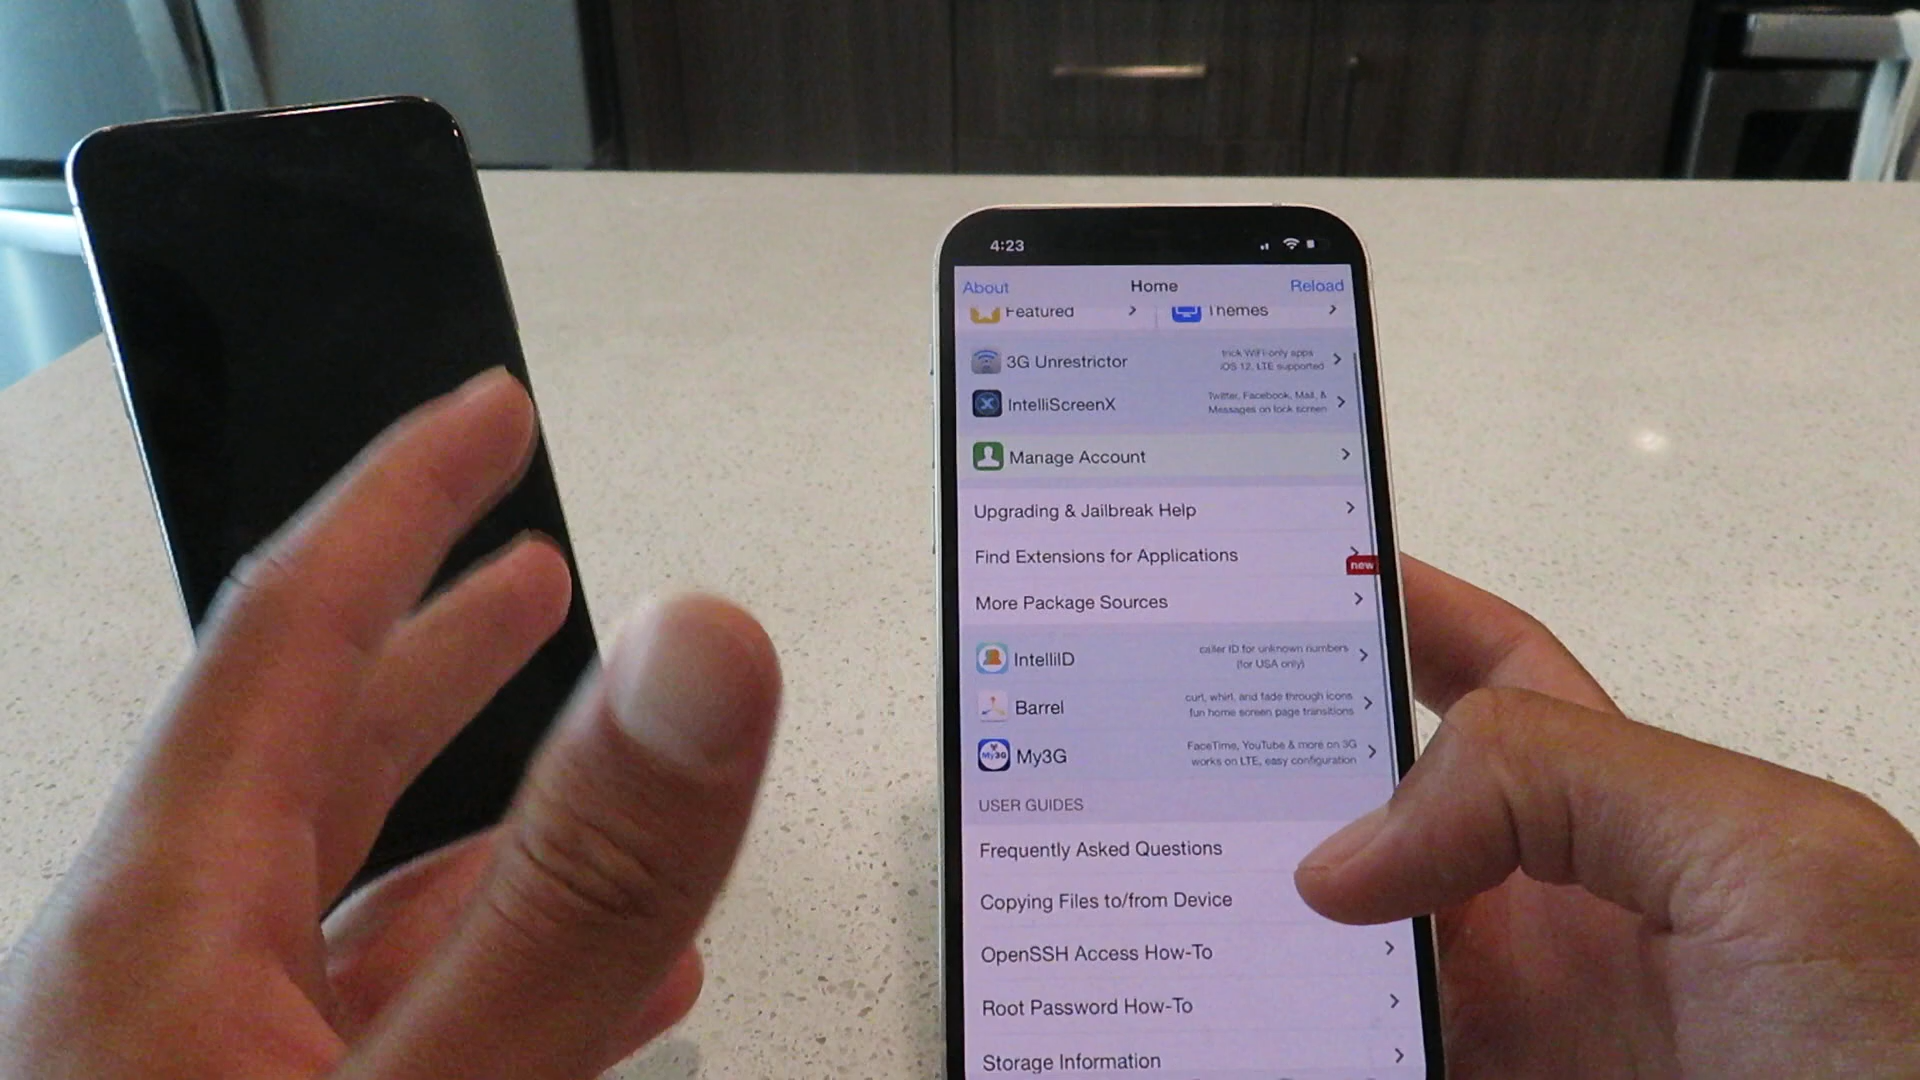 4:23
About Home Reload
Featured Themes
3G Unrestrictor
trick WiFi-only apps
iOS 12, LTE supported
IntelliScreenX
Twitter, Facebook, Mail, &
Messages on lock screen
Manage Account
Upgrading & Jailbreak Help
Find Extensions for Applications
new
More Package Sources
IntelliID
caller ID for unknown numbers
(for USA only)
Barrel
curl, whirl, and fade through icons
fun home screen page transitions
My3G
My3G
FaceTime, YouTube & more on 3G
works on LTE, easy configuration
USER GUIDES
Frequently Asked Questions
Copying Files to/from Device
OpenSSH Access How-To
Root Password How-To
Storage Information